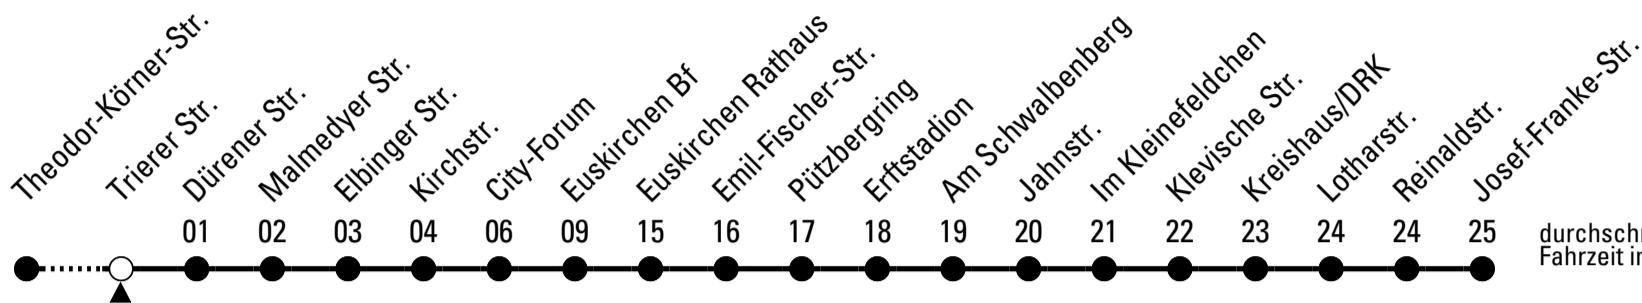 Theodor-Körner-Str.
Trierer Str.
Dürener Str.
Malmedyer Str.
Elbinger Str.
Kirchstr.
City-Forum
Euskirchen Bf
Euskirchen Rathaus
Emil-Fischer-Str.
Pützbergring
Erftstadion
Am Schwalbenberg
Jahnstr.
Im Kleinefeldchen
Klevische Str.
Kreishaus/DRK
Lotharstr.
Reinaldstr.
Josef-Franke-Str.
01 02 03 04 06 09 15 16 17 18 19 20 21 22 23 24 24 25
Fahrzeit